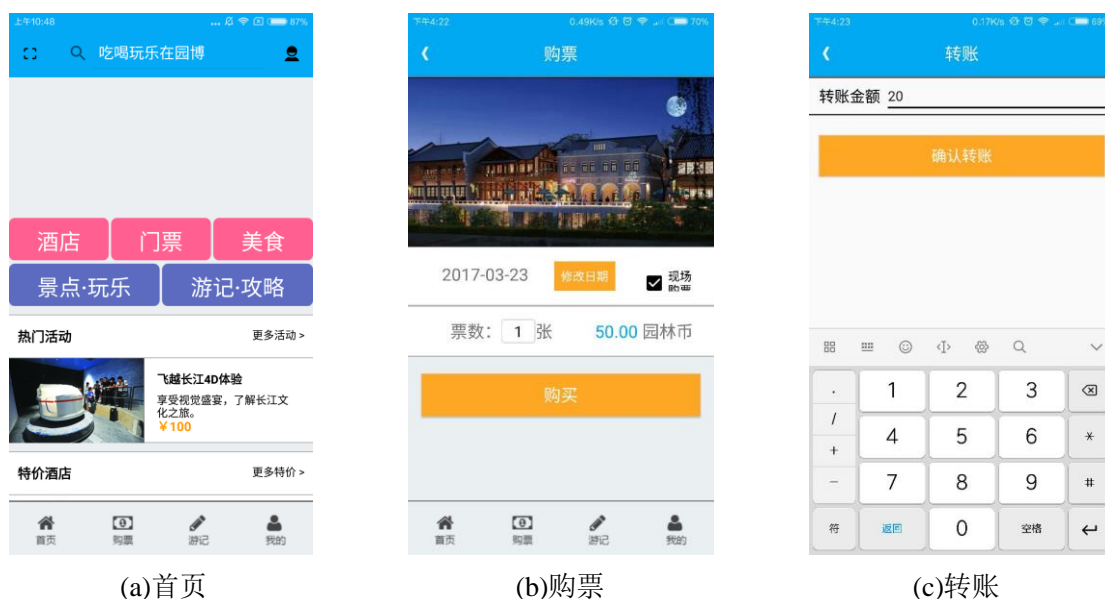 上午10:48
... 87%
吃喝玩乐在园博
酒店
门票
美食
景点·玩乐
游记·攻略
热门活动
更多活动 >
飞越长江4D体验
享受视觉盛宴，了解长江文
化之旅。
￥100
特价酒店
更多特价 >
首页
购票
游记
我的
(a)首页
下午4:22
0.49K/s
70%
购票
2017-03-23
修改日期
现场
购票
票数：
1
张
50.00 园林币
购买
首页
购票
游记
我的
(b)购票
下午4:23
0.17K/s
69%
转账
转账金额 20
确认转账
.
1
2
3
/
4
5
6
*
+
-
7
8
9
#
符
返回
0
空格
(c)转账